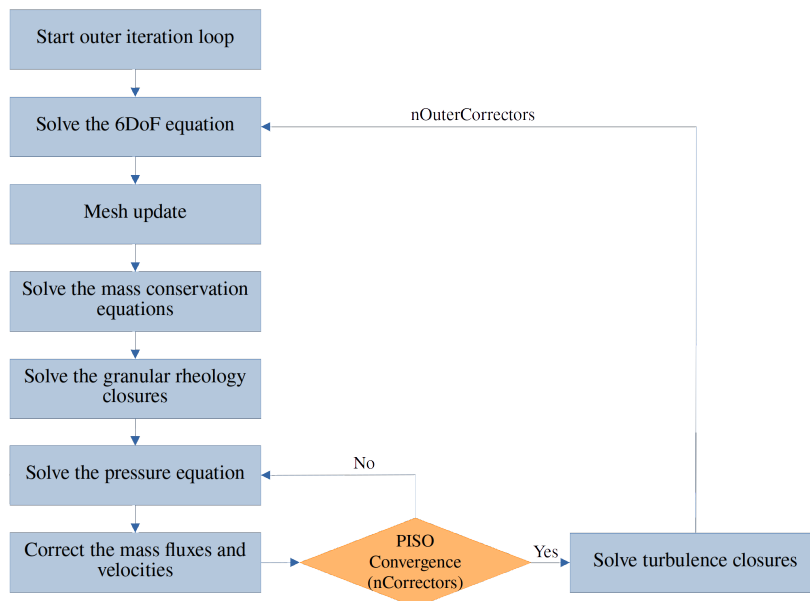 Start outer iteration loop
nOuterCorrectors
Solve the 6DoF equation
Mesh update
Solve the mass conservation
equations
Solve the granular rheology
closures
No
Solve the pressure equation
Correct the mass fluxes and
velocities
PISO
Convergence
(nCorrectors)
Yes
Solve turbulence closures